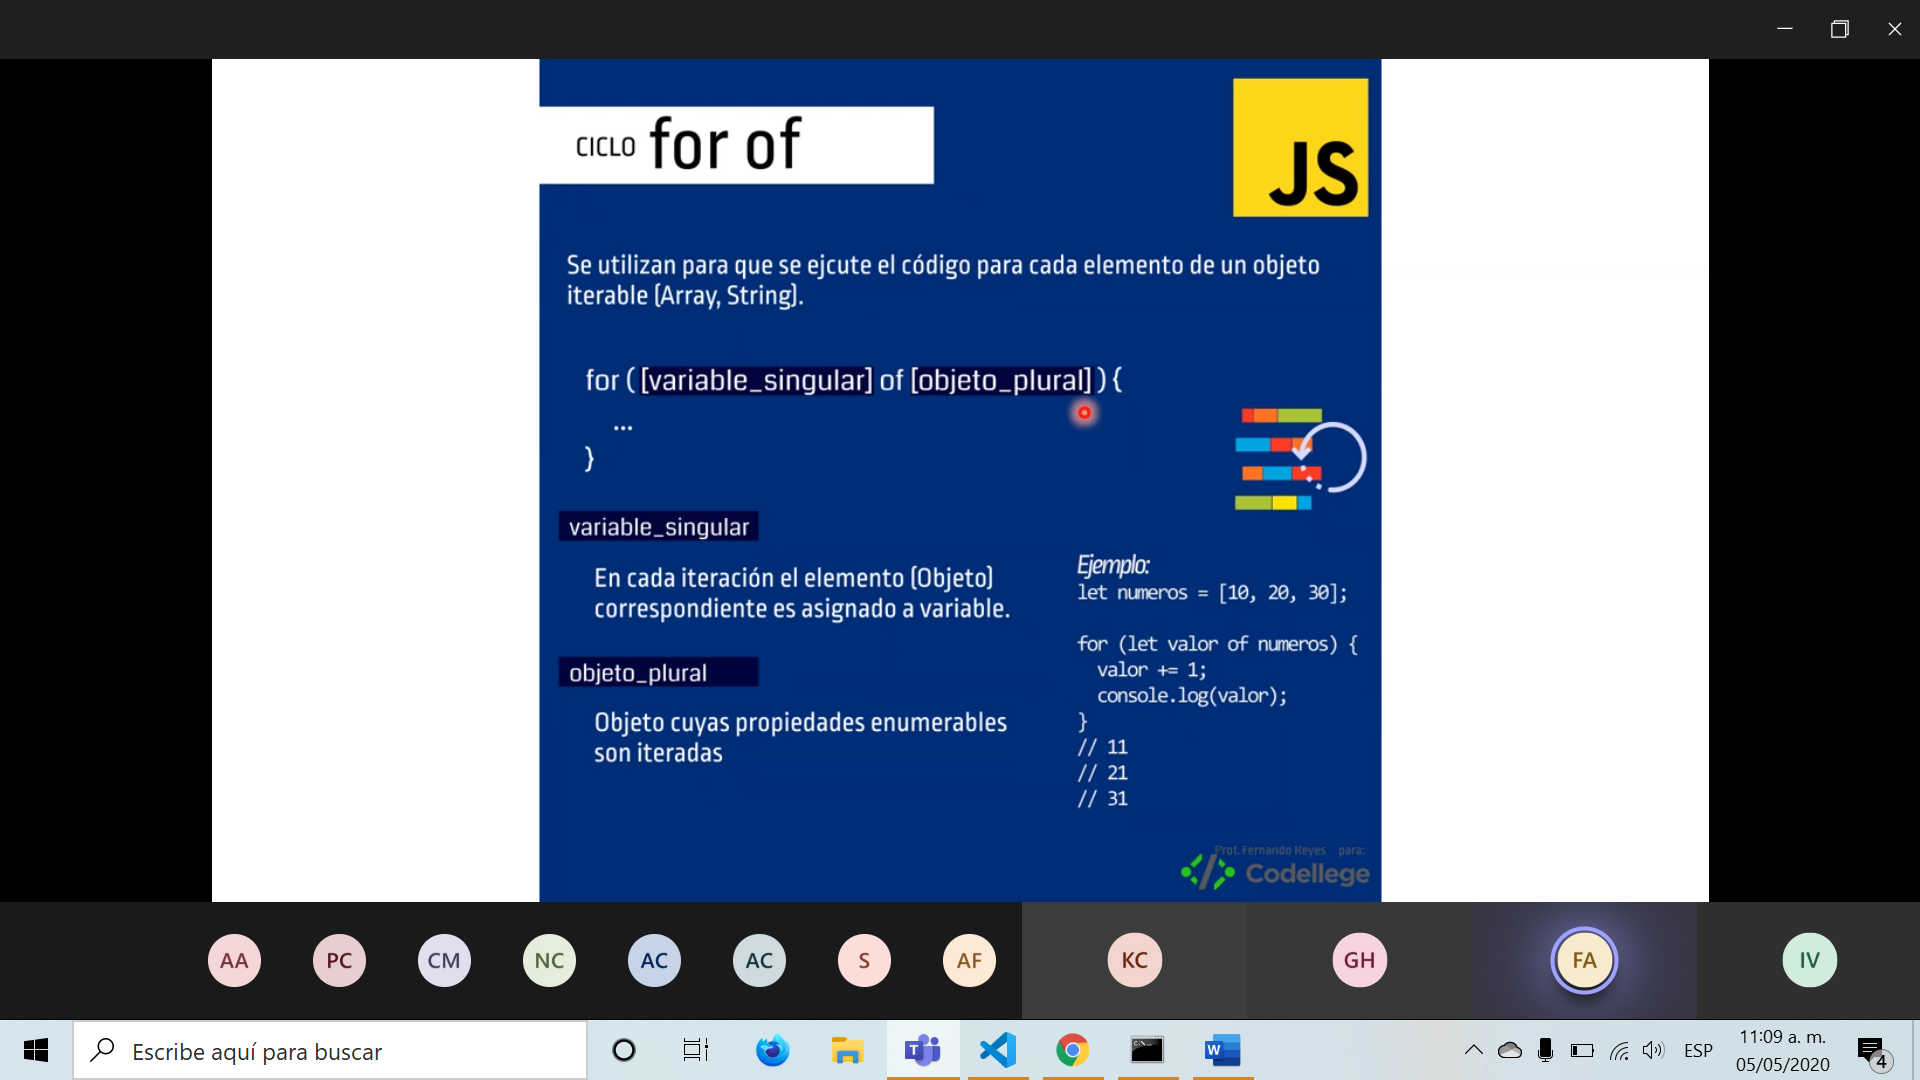 CICLO for of
JS
Se utilizan para que se ejcute el código para cada elemento de un objeto
iterable (Array, String).
for ( [variable_singular] of [objeto_plural] ) {
...
}
variable_singular
En cada iteración el elemento (Objeto)
correspondiente es asignado a variable.
objeto_plural
Objeto cuyas propiedades enumerables
son iteradas
Ejemplo:
let numeros = [10, 20, 30];
for (let valor of numeros) {
valor += 1;
console.log(valor);
}
// 11
// 21
// 31
Prof. Fernando Reyes para:
Codellege
AA PC CM NC AC AC S AF KC GH FA IV
Escribe aquí para buscar
ESP
11:09 a. m.
05/05/2020
4